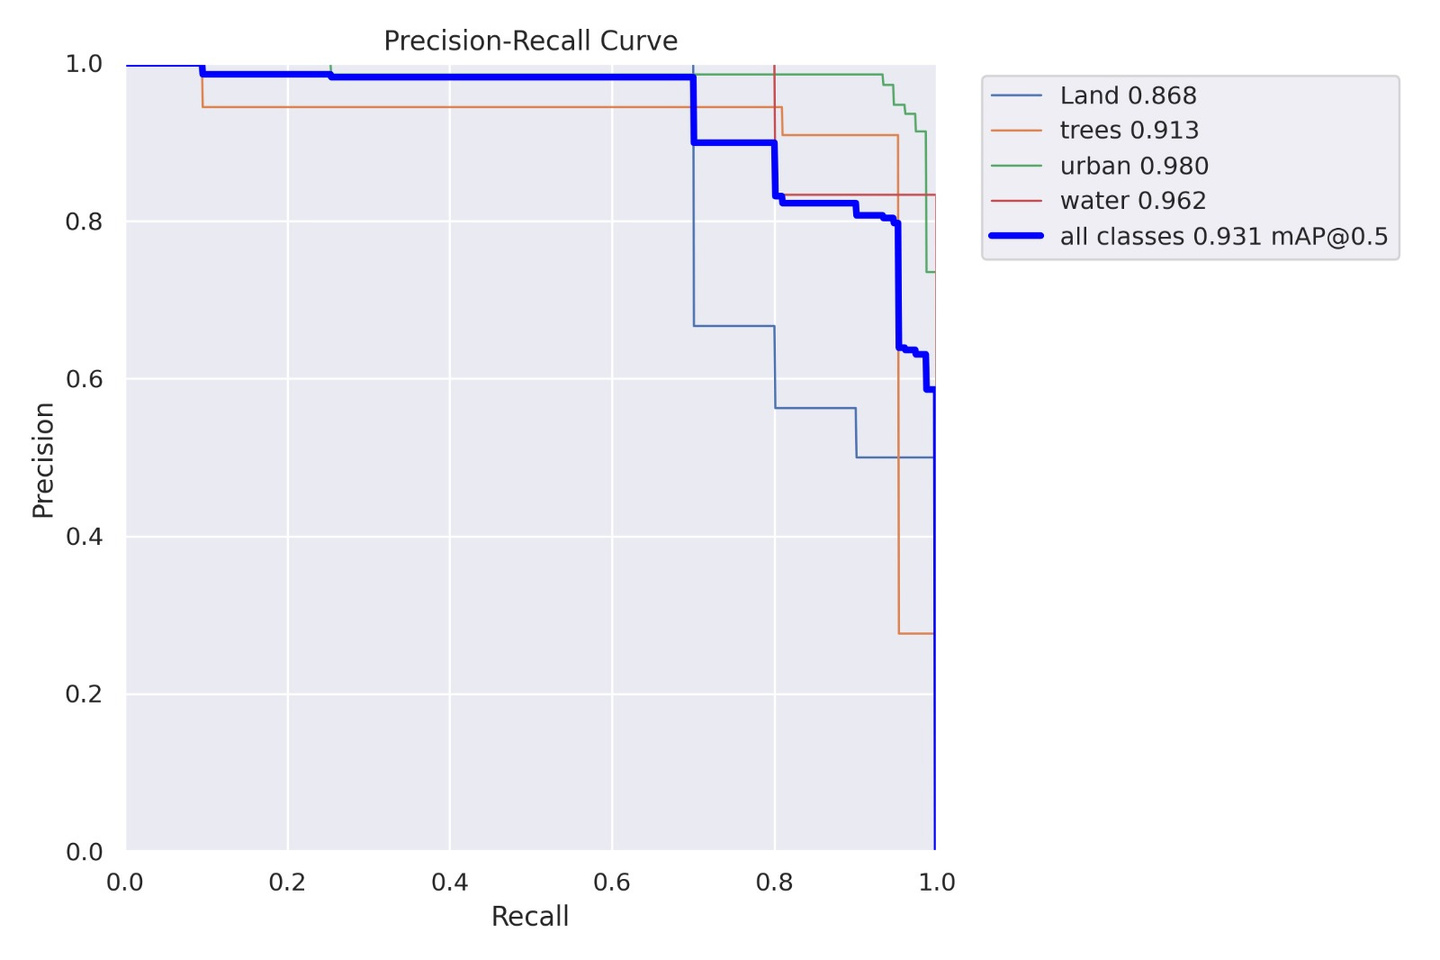 Precision-Recall Curve
1.0
0.8
0.6
0.4
0.2
0.0
Precision
0.0 0.2 0.4 0.6 0.8 1.0
Recall
Land 0.868
trees 0.913
urban 0.980
water 0.962
all classes 0.931 mAP@0.5